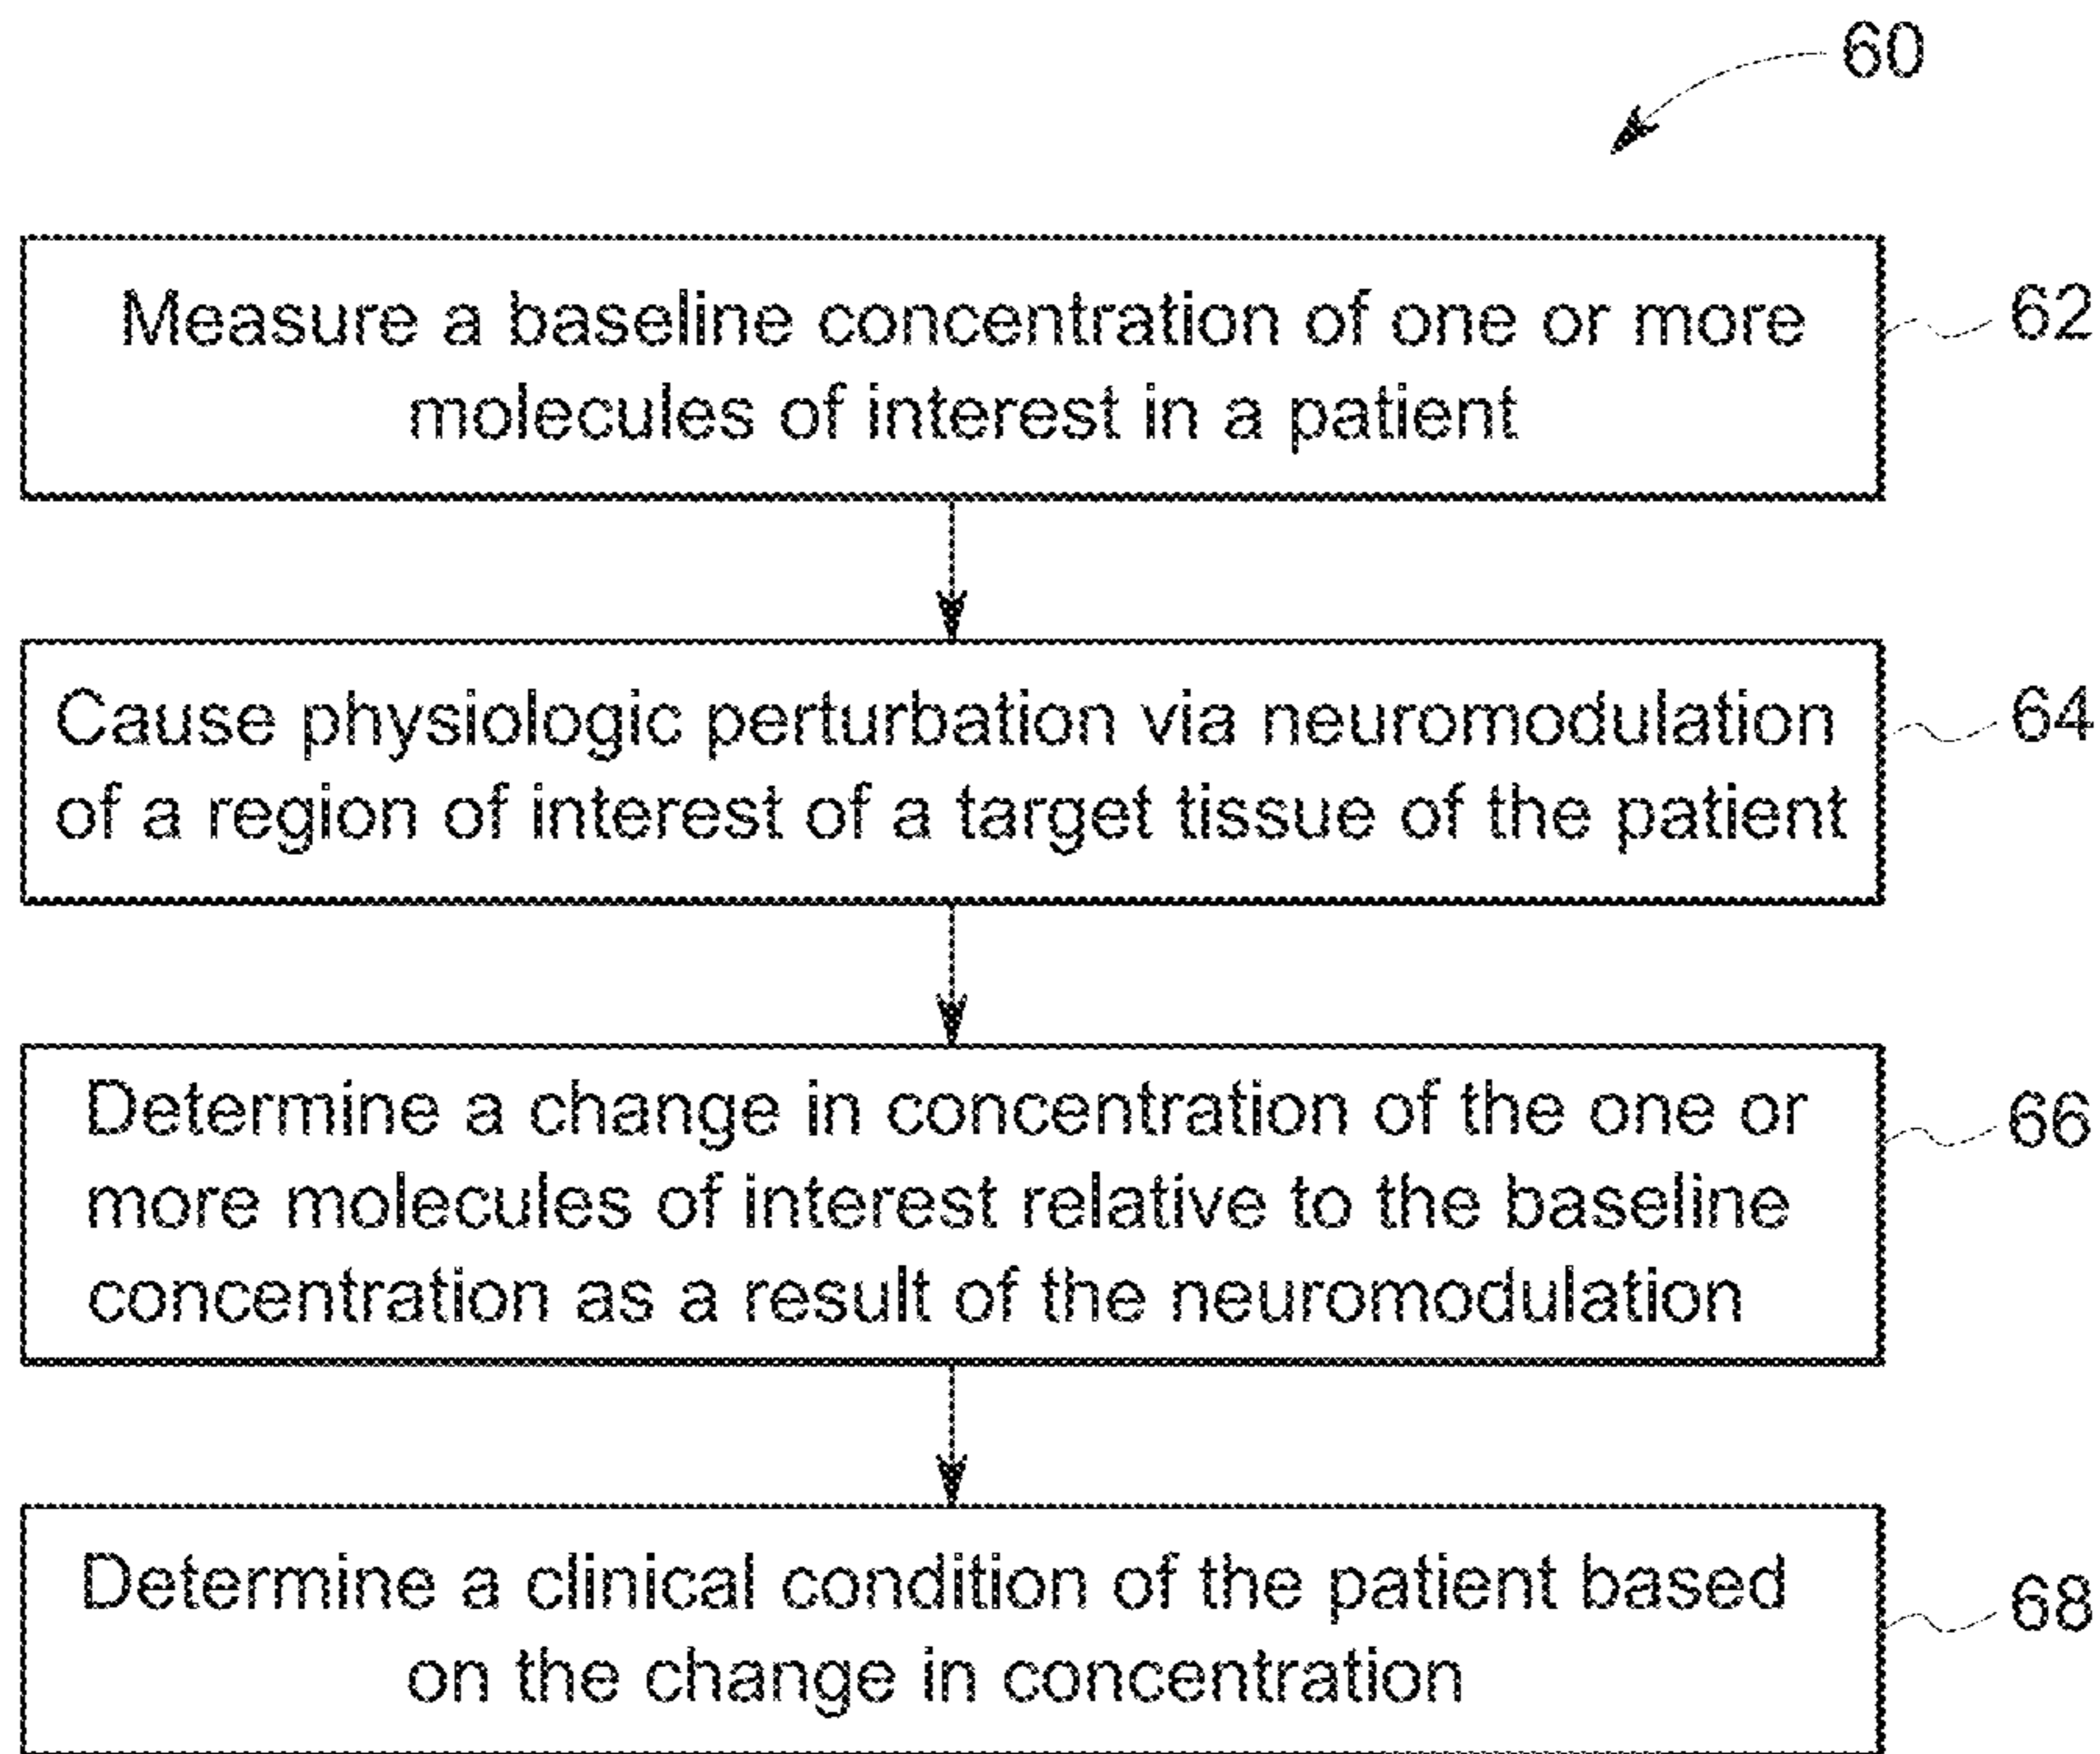 60
Measure a baseline concentration of one or more
molecules of interest in a patient
62
Cause physiologic perturbation via neuromodulation
of a region of interest of a target tissue of the patient
64
Determine a change in concentration of the one or
more molecules of interest relative to the baseline
concentration as a result of the neuromodulation
66
Determine a clinical condition of the patient based
on the change in concentration
68